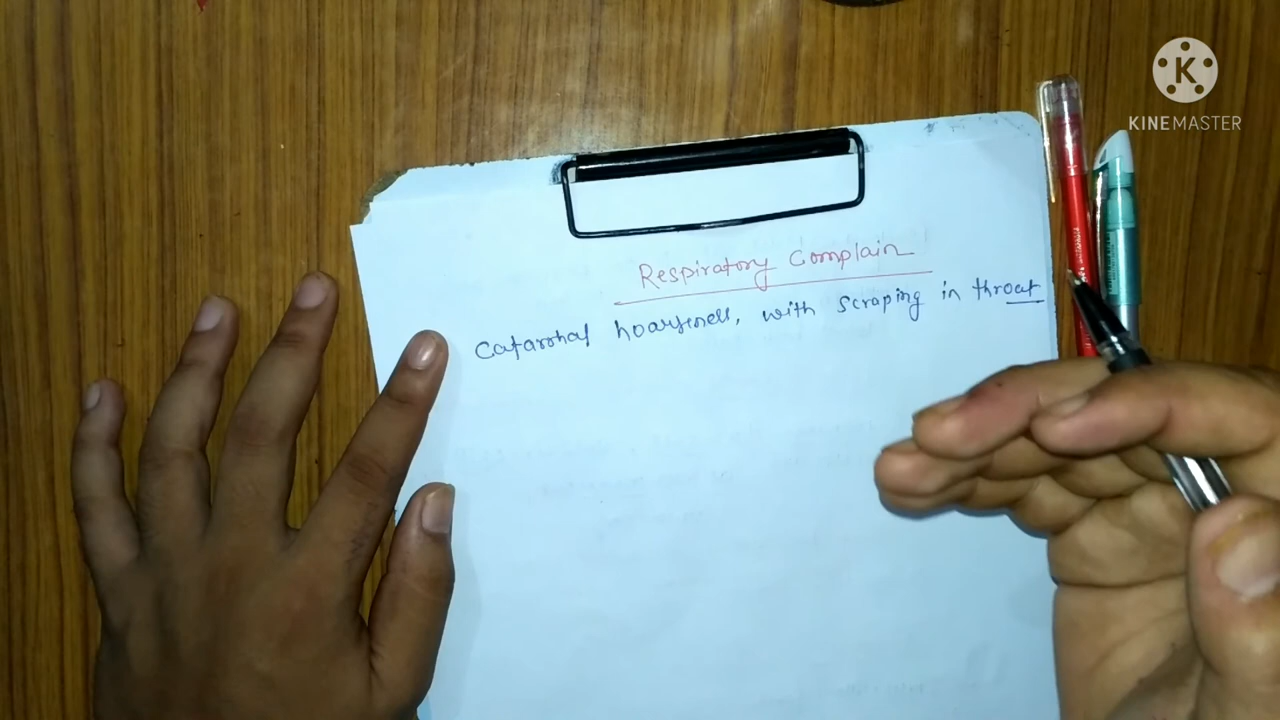 KINEMASTER
Respiratory Complain
Catarrhal hoarseness, with scraping in throat